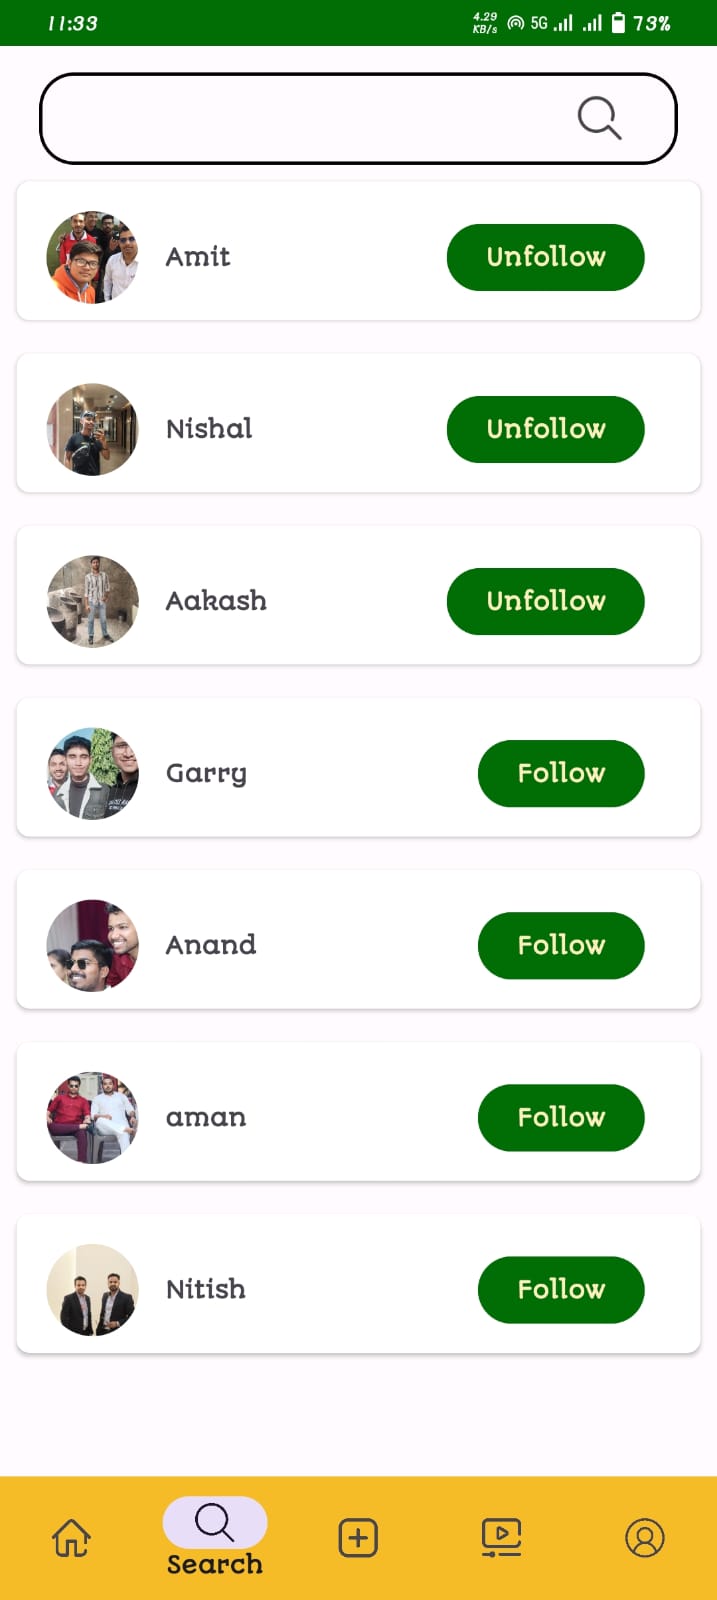 11:33 4.29 KB/s 5G 73%
Amit Unfollow
Nishal Unfollow
Aakash Unfollow
Garry Follow
Anand Follow
aman Follow
Nitish Follow
Search